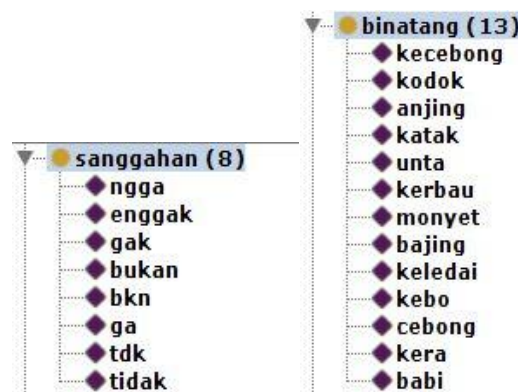 sanggahan (8)
ngga
enggak
gak
bukan
bkn
ga
tdk
tidak
binatang (13)
kecebong
kodok
anjing
katak
unta
kerbau
monyet
bajing
keledai
kebo
cebong
kera
babi